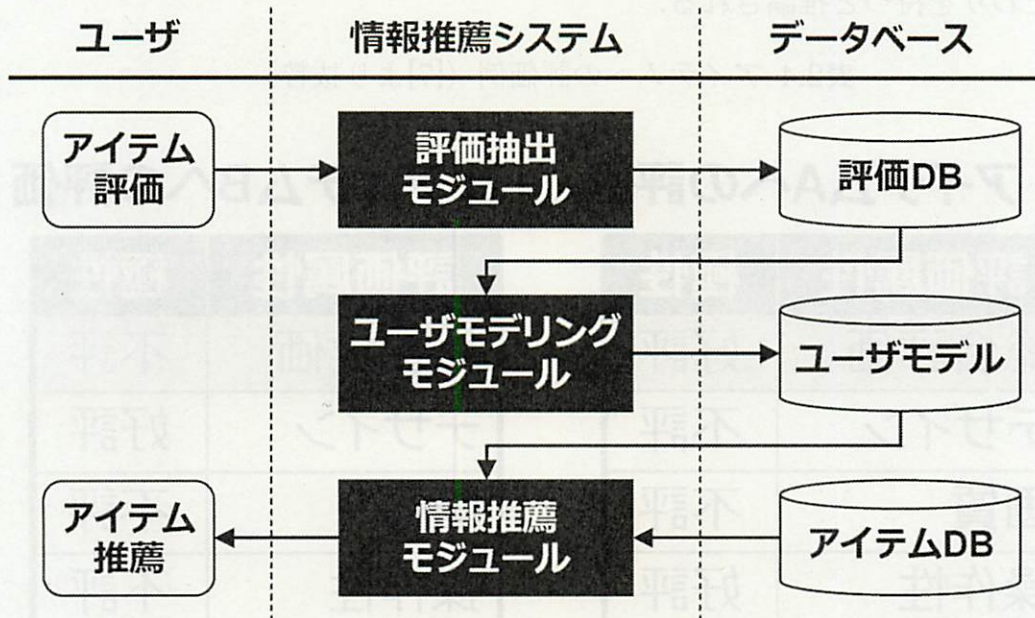 ユーザ
情報推薦システム
データベース
アイテム
評価
評価抽出
モジュール
評価DB
ユーザモデリング
モジュール
ユーザモデル
アイテム
推薦
情報推薦
モジュール
アイテムDB